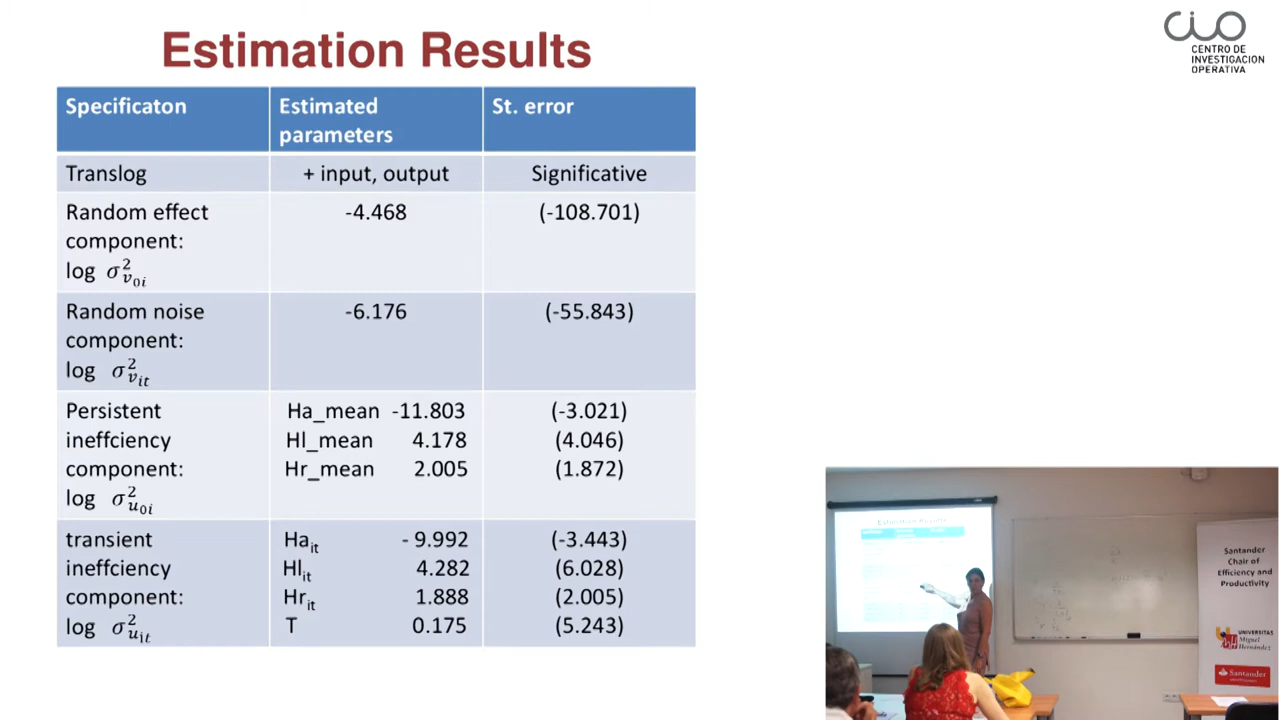 Estimation Results
CENTRO DE
INVESTIGACION
OPERATIVA
Specificaton Estimated parameters St. error
Translog + input, output Significative
Random effect component: log σ²v0i -4.468 (-108.701)
Random noise component: log σ²vit -6.176 (-55.843)
Persistent ineffciency component: log σ²u0i
Ha_mean -11.803 (-3.021)
Hl_mean 4.178 (4.046)
Hr_mean 2.005 (1.872)
transient ineffciency component: log σ²uit
Hait - 9.992 (-3.443)
Hlit 4.282 (6.028)
Hrit 1.888 (2.005)
T 0.175 (5.243)
Estimation Results
Santander
Chair of
Efficiency and
Productivity
UNIVERSITAS
Miguel
Hernández
Santander